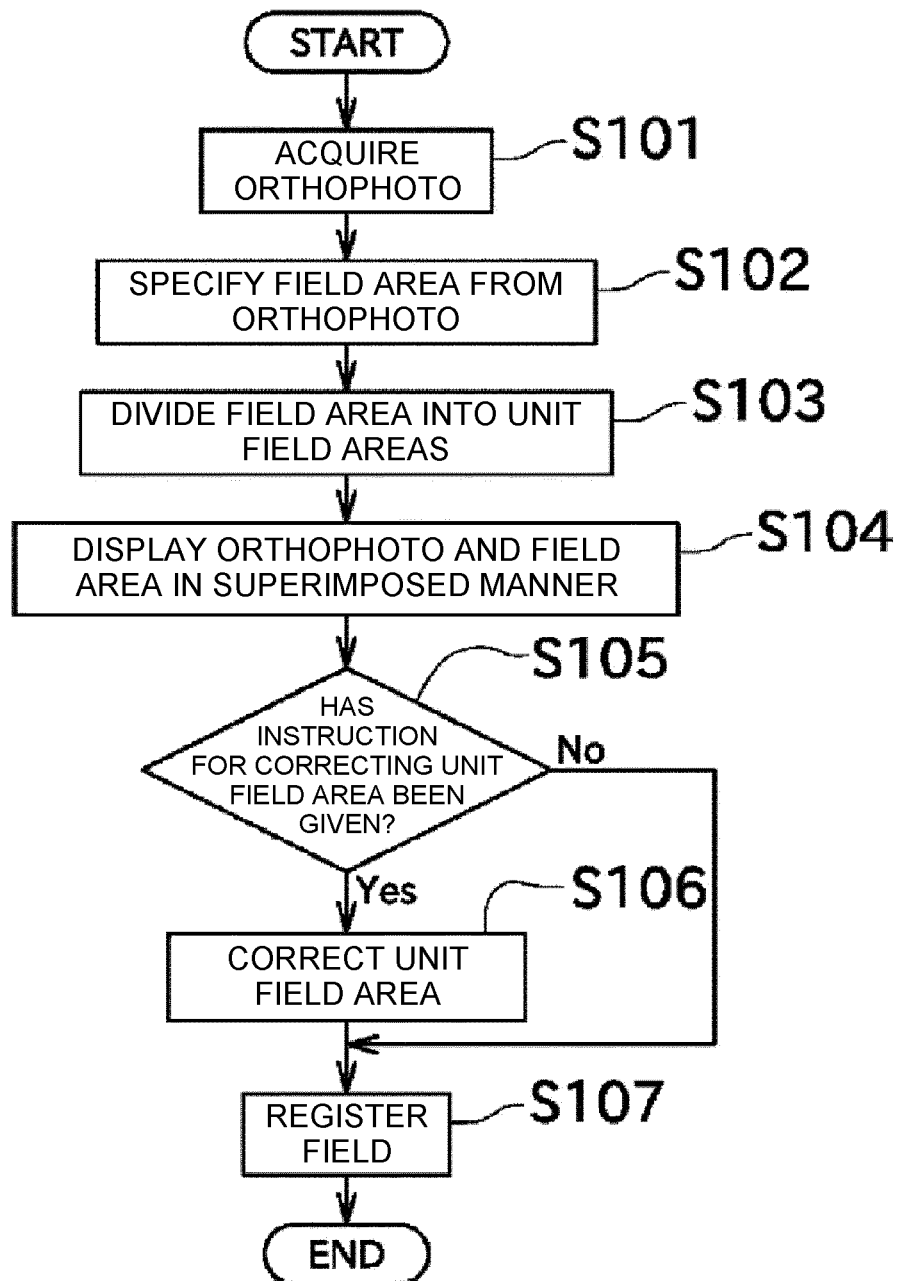 START
ACQUIRE
ORTHOPHOTO
S101
SPECIFY FIELD AREA FROM
ORTHOPHOTO
S102
DIVIDE FIELD AREA INTO UNIT
FIELD AREAS
S103
DISPLAY ORTHOPHOTO AND FIELD
AREA IN SUPERIMPOSED MANNER
S104
HAS
INSTRUCTION
FOR CORRECTING UNIT
FIELD AREA BEEN
GIVEN?
S105
No
Yes
CORRECT UNIT
FIELD AREA
S106
REGISTER
FIELD
S107
END